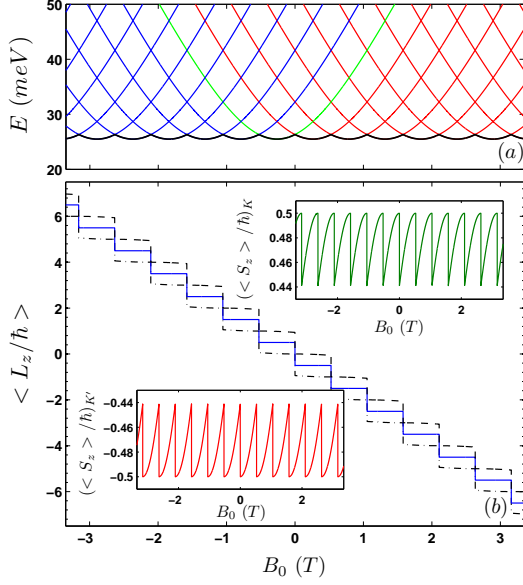 50
40
30
20
E (meV)
(a)
6
4
2
0
−2
−4
−6
< L_z/ħ >
0.5
0.48
0.46
0.44
(< S_z > /ħ)_K
−2 0 2
B_0 (T)
−0.44
−0.46
−0.48
−0.5
(< S_z > /ħ)_{K'}
−2 0 2
B_0 (T)
(b)
−3 −2 −1 0 1 2 3
B_0 (T)